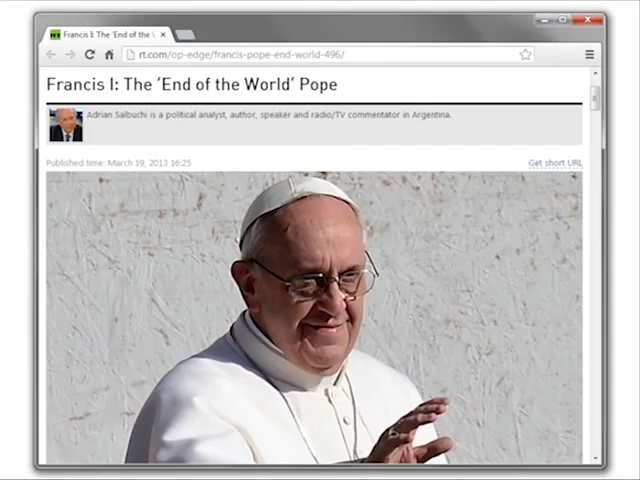 Francis I: The 'End of the W
rt.com/op-edge/francis-pope-end-world-496/
Francis I: The 'End of the World' Pope
Adrian Salbuchi is a political analyst, author, speaker and radio/TV commentator in Argentina.
Published time: March 19, 2013 16:25
Get short URL